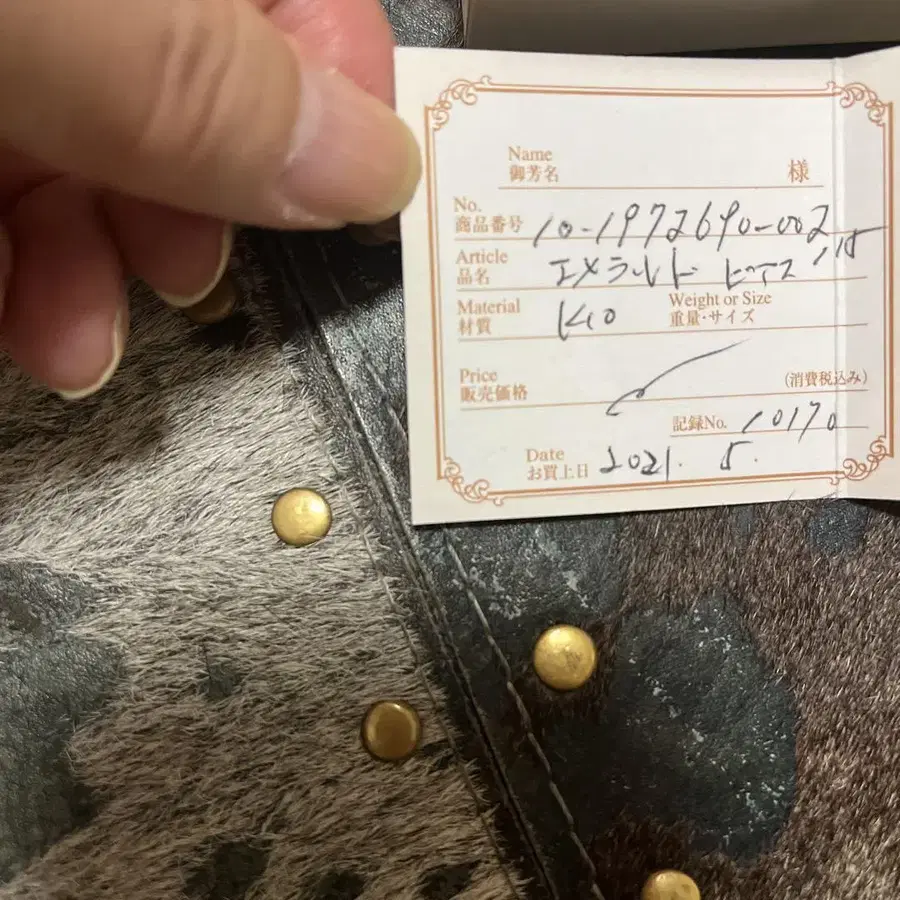 Name
御芳名 様
No.
商品番号 10-1972690-002
Article
品名 エメラルド ピアス
Material Weight or Size
材質 K10 重量・サイズ
Price
販売価格 (消費税込み)
記録No. 10170
Date
お買上日 2021. 5.